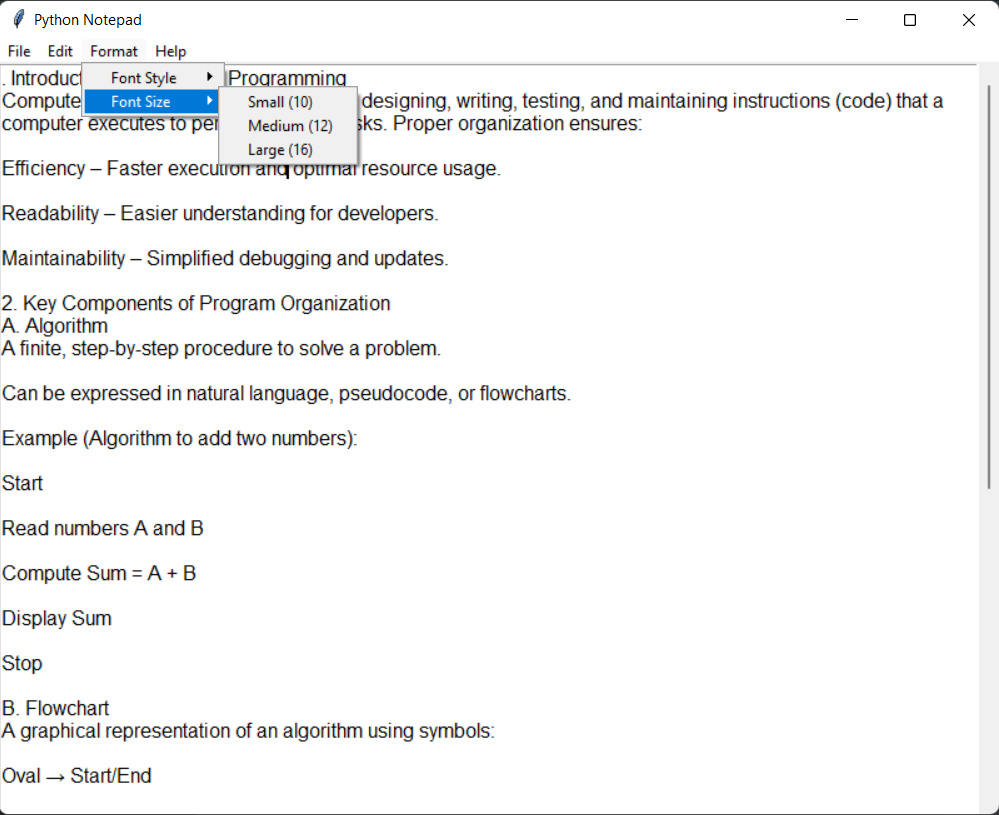 Python Notepad
File Edit Format Help
. Introduct Programming
Font Style
Compute designing, writing, testing, and maintaining instructions (code) that a
Font Size
Small (10)
Medium (12)
Large (16)
computer executes to per sks. Proper organization ensures:
Efficiency – Faster execution and optimal resource usage.
Readability – Easier understanding for developers.
Maintainability – Simplified debugging and updates.
2. Key Components of Program Organization
A. Algorithm
A finite, step-by-step procedure to solve a problem.
Can be expressed in natural language, pseudocode, or flowcharts.
Example (Algorithm to add two numbers):
Start
Read numbers A and B
Compute Sum = A + B
Display Sum
Stop
B. Flowchart
A graphical representation of an algorithm using symbols:
Oval → Start/End